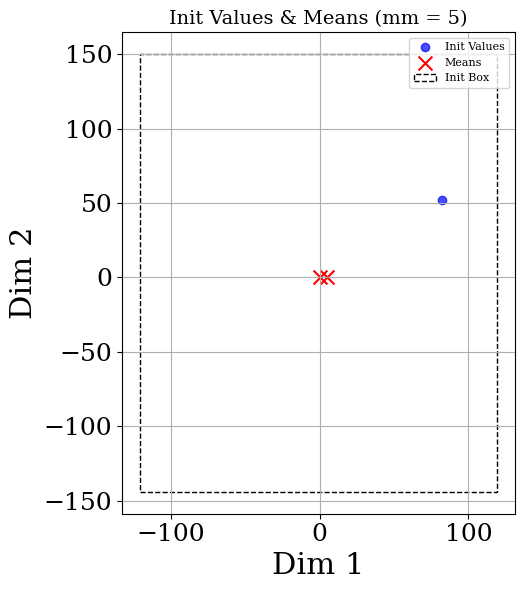 Init Values & Means (mm = 5)
Init Values
Means
Init Box
150
100
50
0
−50
−100
−150
Dim 2
−100
0
100
Dim 1